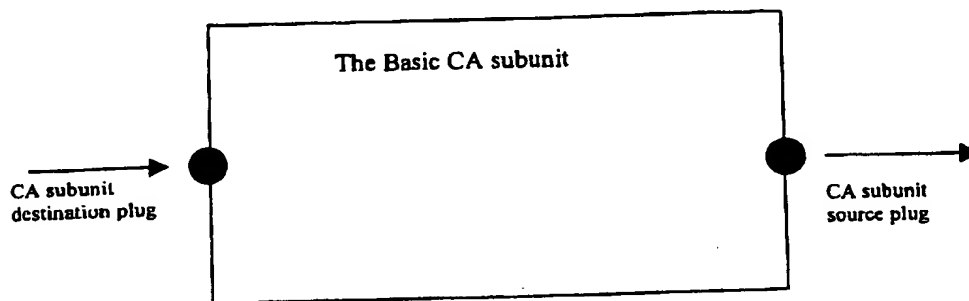 The Basic CA subunit
CA subunit
destination plug
CA subunit
source plug